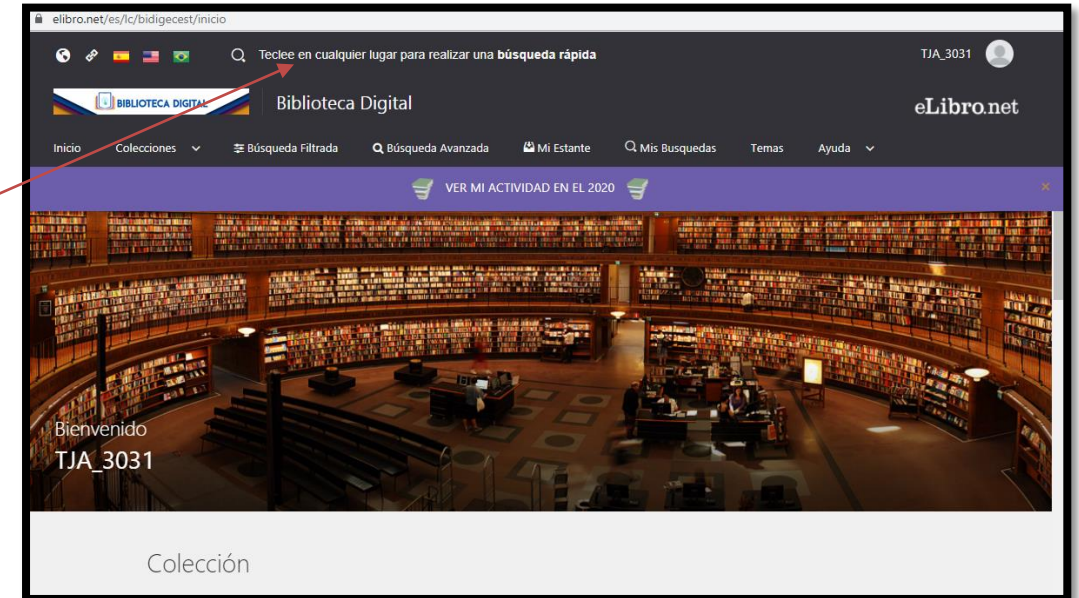 elibro.net/es/lc/bidigecest/inicio
Teclee en cualquier lugar para realizar una búsqueda rápida
TJA_3031
BIBLIOTECA DIGITAL
Biblioteca Digital
eLibro.net
Inicio Colecciones Búsqueda Filtrada Búsqueda Avanzada Mi Estante Mis Busquedas Temas Ayuda
VER MI ACTIVIDAD EN EL 2020
×
Bienvenido
TJA_3031
Colección